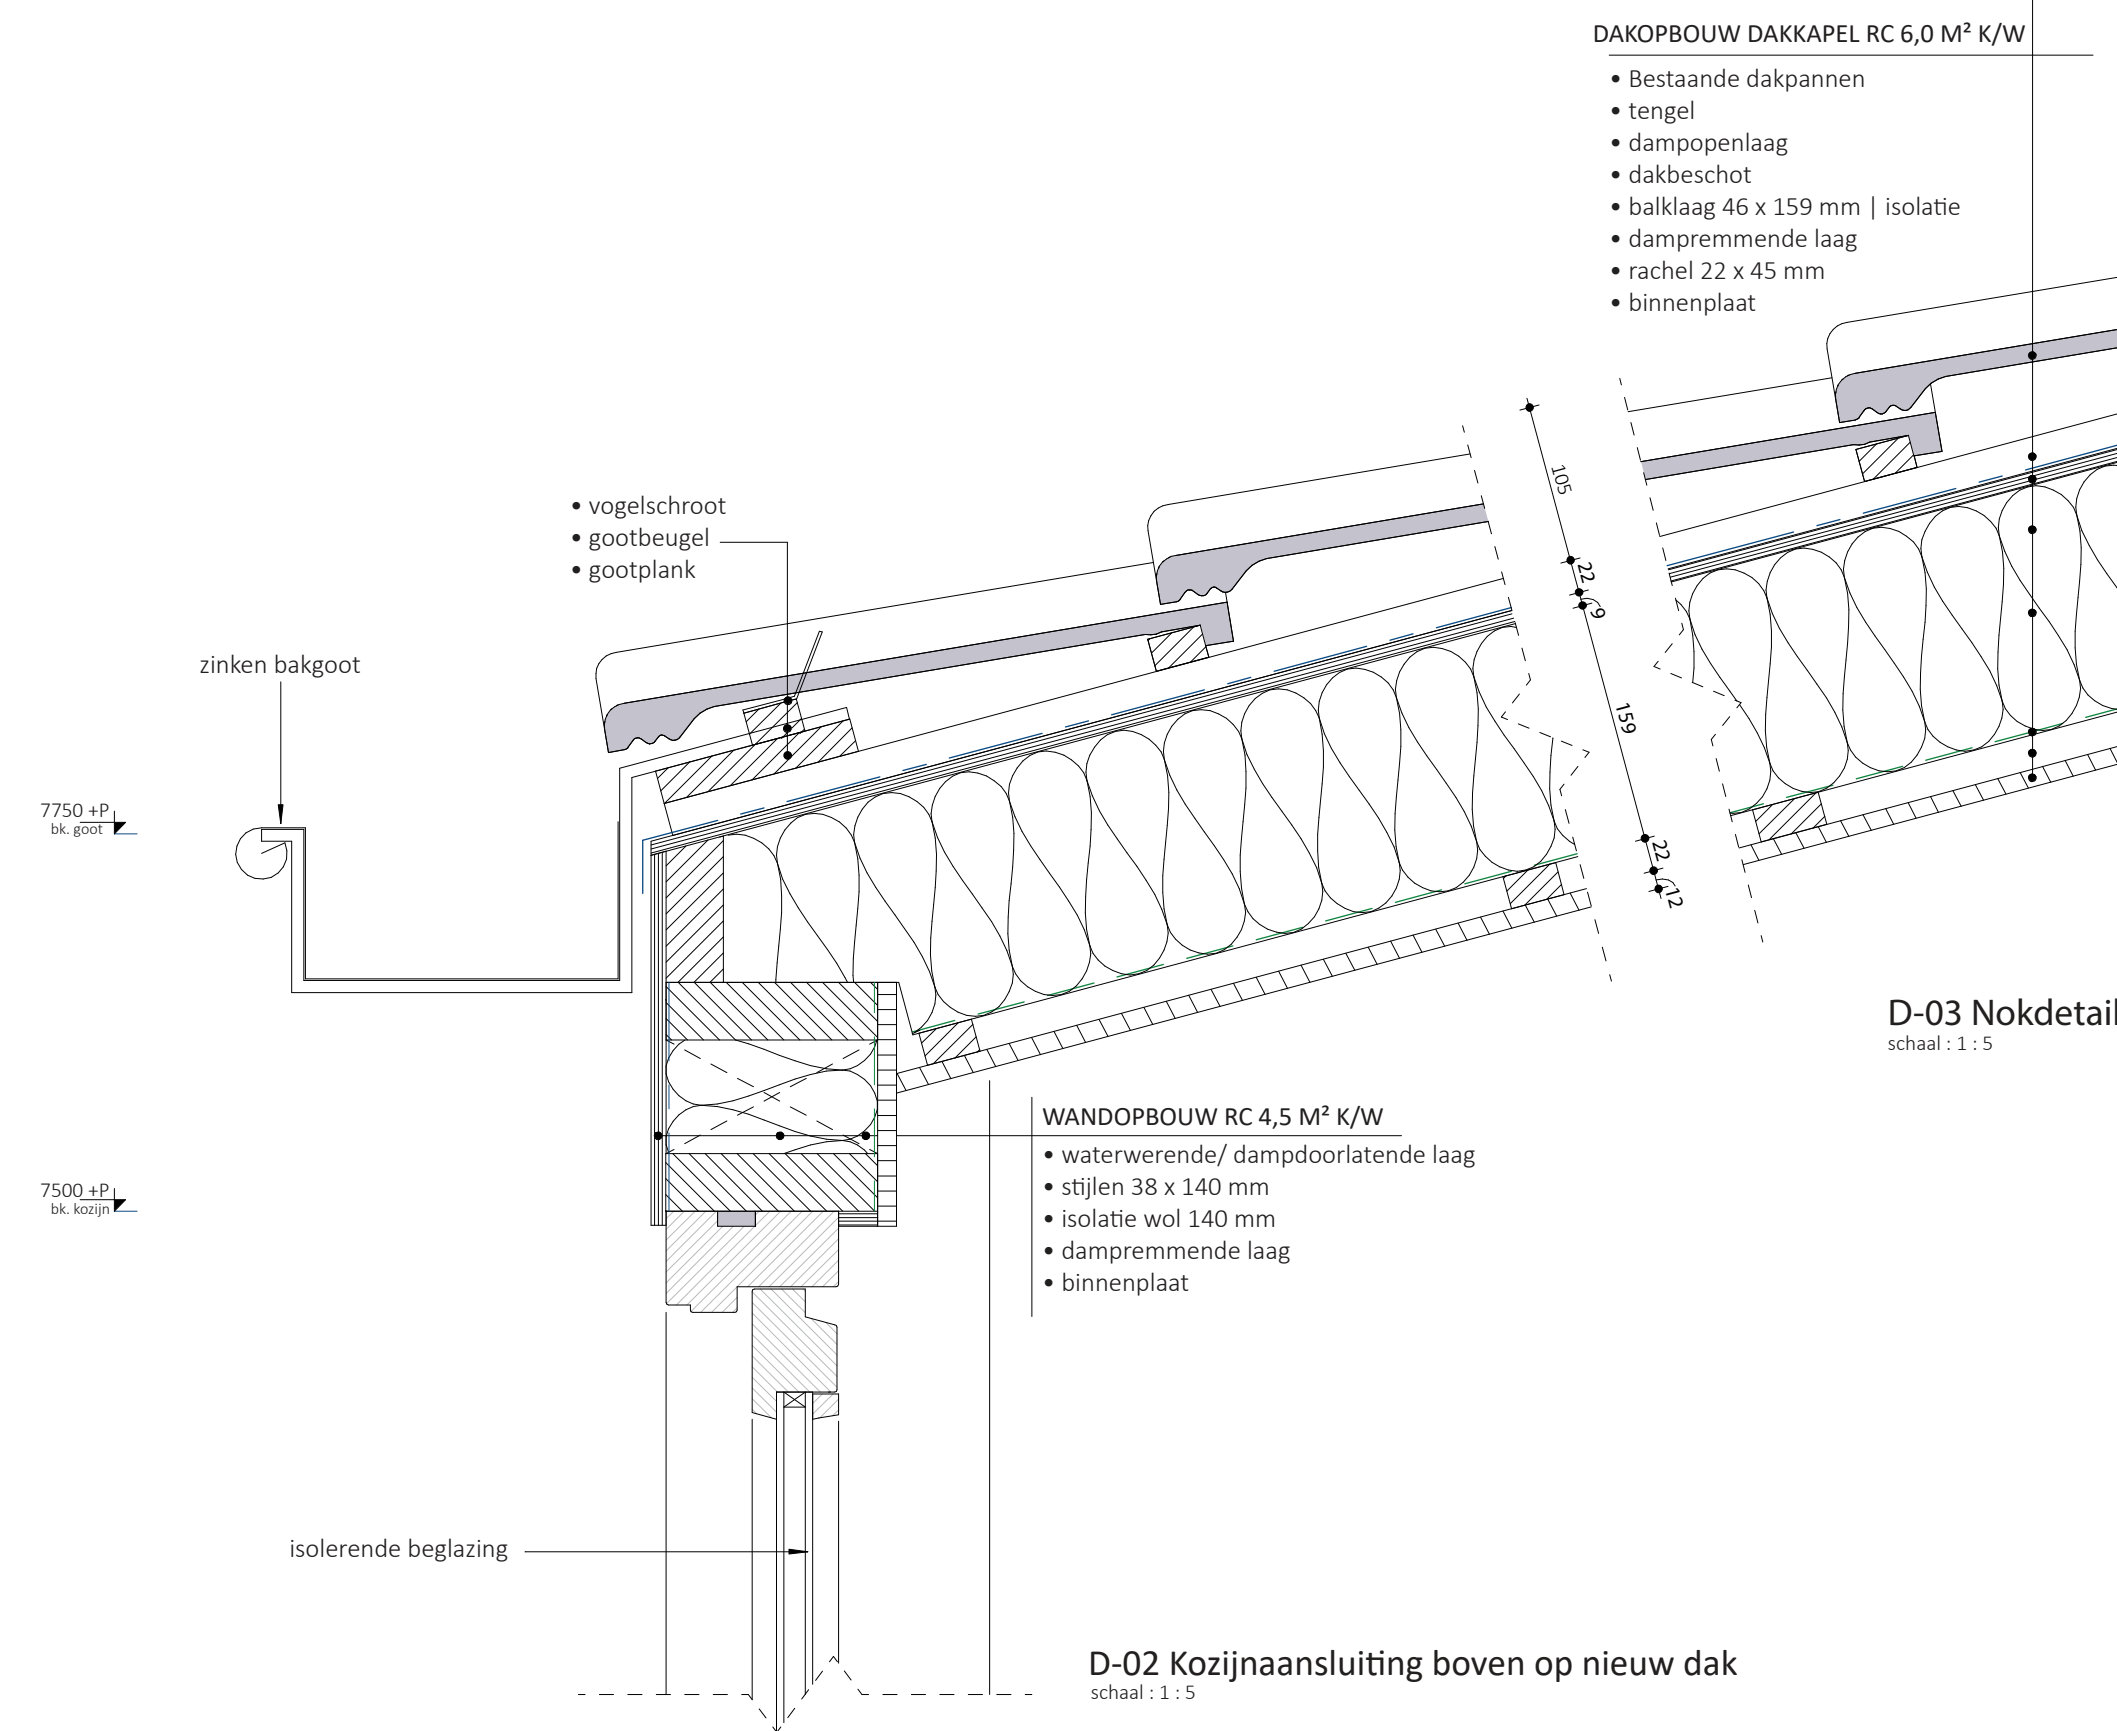 DAKOPBOUW DAKKAPEL RC 6,0 M² K/W
• Bestaande dakpannen
• tengel
• dampopenlaag
• dakbeschot
• balklaag 46 x 159 mm | isolatie
• dampremmende laag
• rachel 22 x 45 mm
• binnenplaat
• vogelschroot
• gootbeugel
• gootplank
zinken bakgoot
7750 +P
bk. goot
105
22
9
159
22
12
D-03 Nokdetail
schaal : 1 : 5
WANDOPBOUW RC 4,5 M² K/W
• waterwerende/ dampdoorlatende laag
• stijlen 38 x 140 mm
• isolatie wol 140 mm
• dampremmende laag
• binnenplaat
7500 +P
bk. kozijn
isolerende beglazing
D-02 Kozijnaansluiting boven op nieuw dak
schaal : 1 : 5